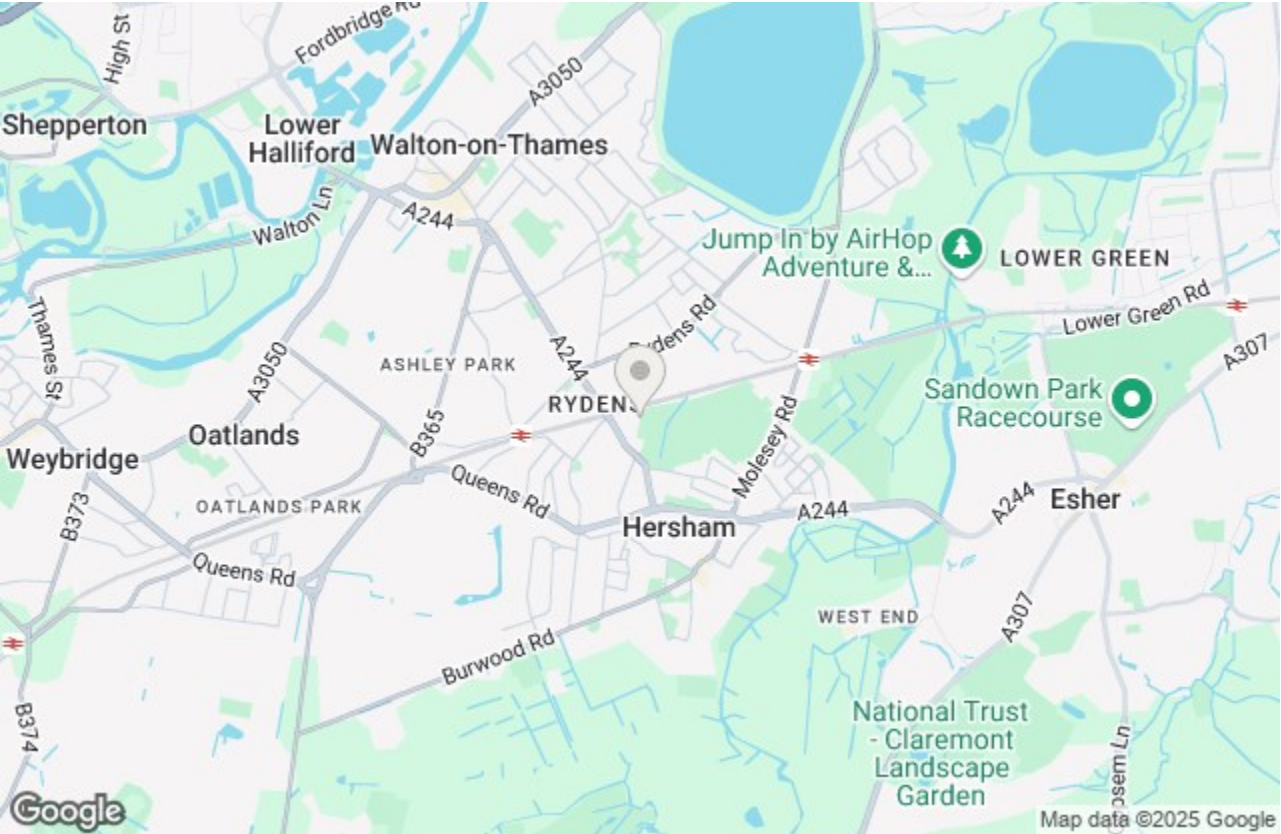 High St
Fordbridge Rd
A3050
Shepperton
Lower
Halliford
Walton-on-Thames
Walton Ln
A244
Jump In by AirHop
Adventure &...
LOWER GREEN
Thames St
Rydens Rd
Lower Green Rd
A3050
ASHLEY PARK
A244
A307
RYDENS
Sandown Park
Racecourse
B365
Oatlands
Weybridge
Molesey Rd
Queens Rd
OATLANDS PARK
B373
Hersham
A244
A244
Esher
Queens Rd
WEST END
A307
Burwood Rd
B374
National Trust
- Claremont
Landscape
Garden
Google
Map data ©2025 Google